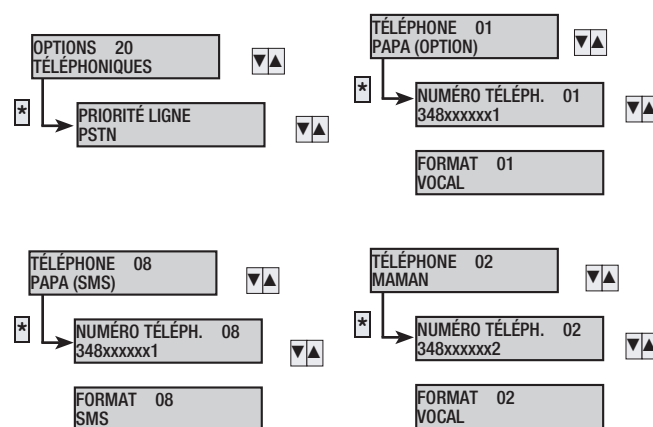 OPTIONS 20
TÉLÉPHONIQUES
▼▲
*
PRIORITÉ LIGNE
PSTN
▼▲
TÉLÉPHONE 01
PAPA (OPTION)
▼▲
*
NUMÉRO TÉLÉPH. 01
348xxxxxx1
▼▲
FORMAT 01
VOCAL
TÉLÉPHONE 08
PAPA (SMS)
▼▲
*
NUMÉRO TÉLÉPH. 08
348xxxxxx1
▼▲
FORMAT 08
SMS
TÉLÉPHONE 02
MAMAN
▼▲
*
NUMÉRO TÉLÉPH. 02
348xxxxxx2
▼▲
FORMAT 02
VOCAL